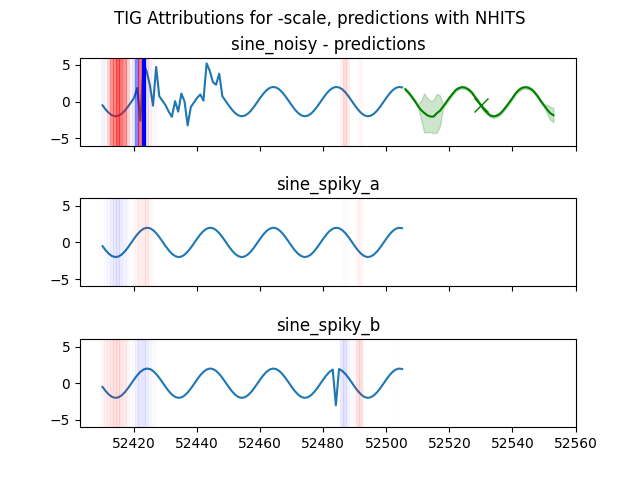 TIG Attributions for -scale, predictions with NHITS
sine_noisy - predictions
5
0
−5
sine_spiky_a
5
0
−5
sine_spiky_b
5
0
−5
52420 52440 52460 52480 52500 52520 52540 52560